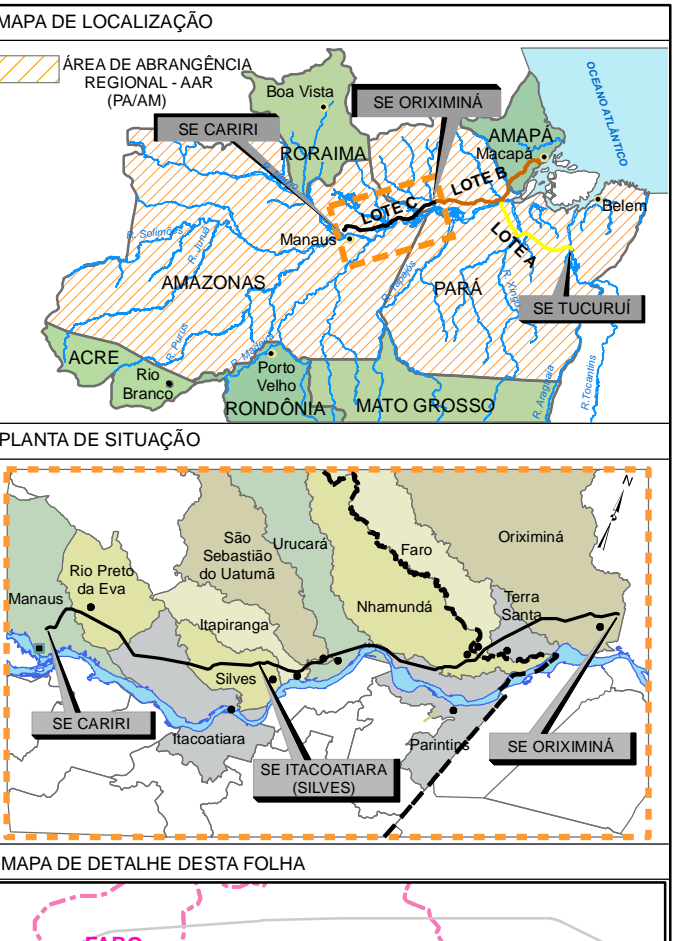 MAPA DE LOCALIZAÇÃO
ÁREA DE ABRANGÊNCIA
REGIONAL - AAR
(PA/AM)
OCEANO ATLÂNTICO
Boa Vista
SE ORIXIMINÁ
SE CARIRI
AMAPÁ
Macapá
RORAIMA
LOTE B
LOTE C
Belem
R. Solimões
R. Juruá
Manaus
LOTE A
R. Tapajós
R. Xingu
AMAZONAS
PARÁ
SE TUCURUÍ
R. Purus
R. Madeira
ACRE
Rio
Branco
Porto
Velho
RONDÔNIA
MATO GROSSO
R. Araguaia
R.Tocantins
PLANTA DE SITUAÇÃO
N
São
Sebastião
do Uatumã
Urucará
Oriximiná
Faro
Rio Preto
da Eva
Manaus
Nhamundá
Terra
Santa
Itapiranga
Silves
SE CARIRI
Itacoatiara
Parintins
SE ORIXIMINÁ
SE ITACOATIARA
(SILVES)
MAPA DE DETALHE DESTA FOLHA
FARO